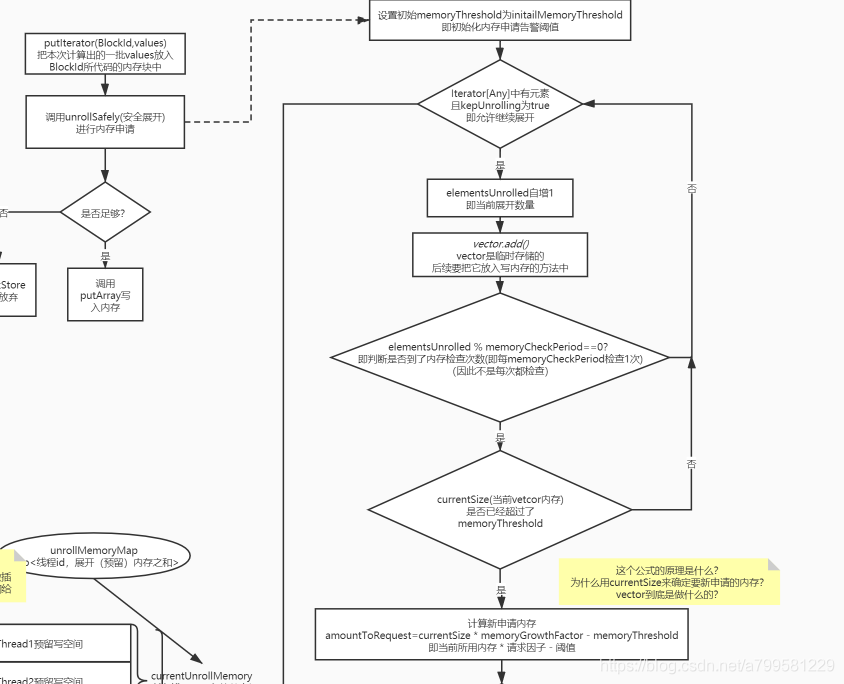 putIterator(BlockId,values)
把本次计算出的一批values放入
BlockId所代码的内存块中
调用unrollSafely(安全展开)
进行内存申请
是否足够?
否
是
tStore
放弃
调用
putArray写
入内存
设置初始memoryThreshold为initailMemoryThreshold
即初始化内存申请告警阈值
Iterator[Any]中有元素
且kepUnrolling为true
即允许继续展开
是
否
elementsUnrolled自增1
即当前展开数量
vector.add()
vector是临时存储的
后续要把它放入写内存的方法中
elementsUnrolled % memoryCheckPeriod==0?
即判断是否到了内存检查次数(即每memoryCheckPeriod检查1次)
(因此不是每次都检查)
是
否
currentSize(当前vetcor内存)
是否已经超过了
memoryThreshold
是
这个公式的原理是什么?
为什么用currentSize来确定要新申请的内存?
vector到底是做什么的?
计算新申请内存
amountToRequest=currentSize * memoryGrowthFactor - memoryThreshold
即当前所用内存 * 请求因子 - 阈值
unrollMemoryMap
<线程id，展开（预留）内存之和>
插
给
Thread1预留写空间
Thread2预留写空间
currentUnrollMemory
https://blog.csdn.net/a799581229